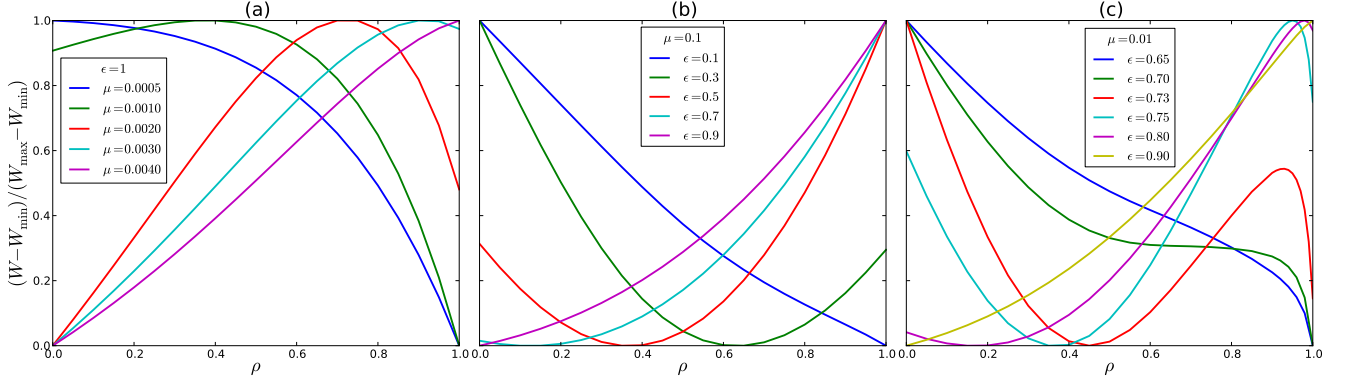 (a)
(b)
(c)
(W−W_min)/(W_max−W_min)
1.0
0.8
0.6
0.4
0.2
0.0
ϵ=1
μ=0.0005
μ=0.0010
μ=0.0020
μ=0.0030
μ=0.0040
0.0 0.2 0.4 0.6 0.8 1.0
ρ
μ=0.1
ϵ=0.1
ϵ=0.3
ϵ=0.5
ϵ=0.7
ϵ=0.9
0.0 0.2 0.4 0.6 0.8 1.0
ρ
μ=0.01
ϵ=0.65
ϵ=0.70
ϵ=0.73
ϵ=0.75
ϵ=0.80
ϵ=0.90
0.0 0.2 0.4 0.6 0.8 1.0
ρ